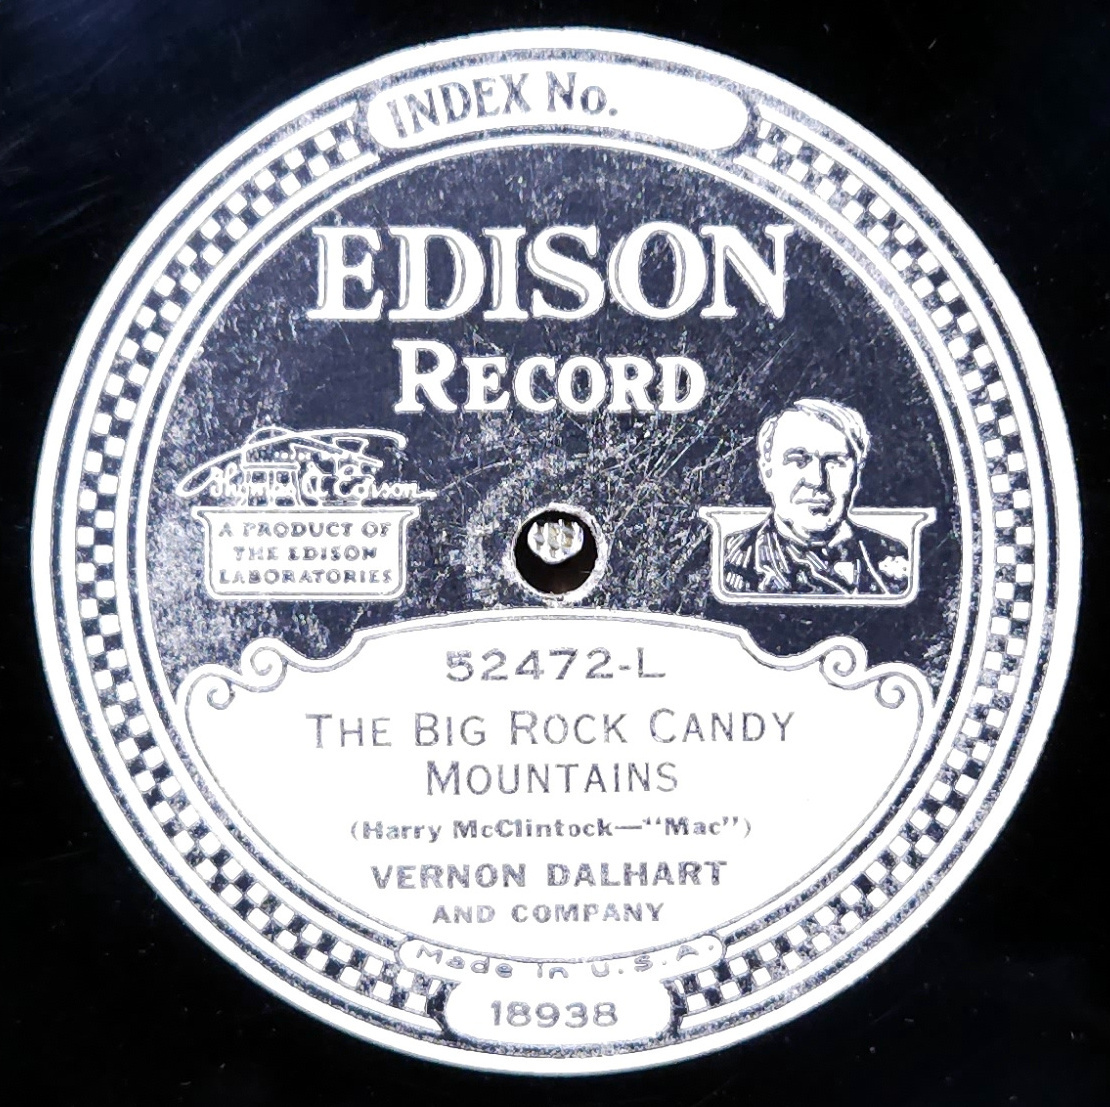 INDEX No.
EDISON
RECORD
Thomas A Edison
A PRODUCT OF
THE EDISON
LABORATORIES
52472-L
THE BIG ROCK CANDY
MOUNTAINS
(Harry McClintock—“Mac”)
VERNON DALHART
AND COMPANY
Made in U.S.A.
18938